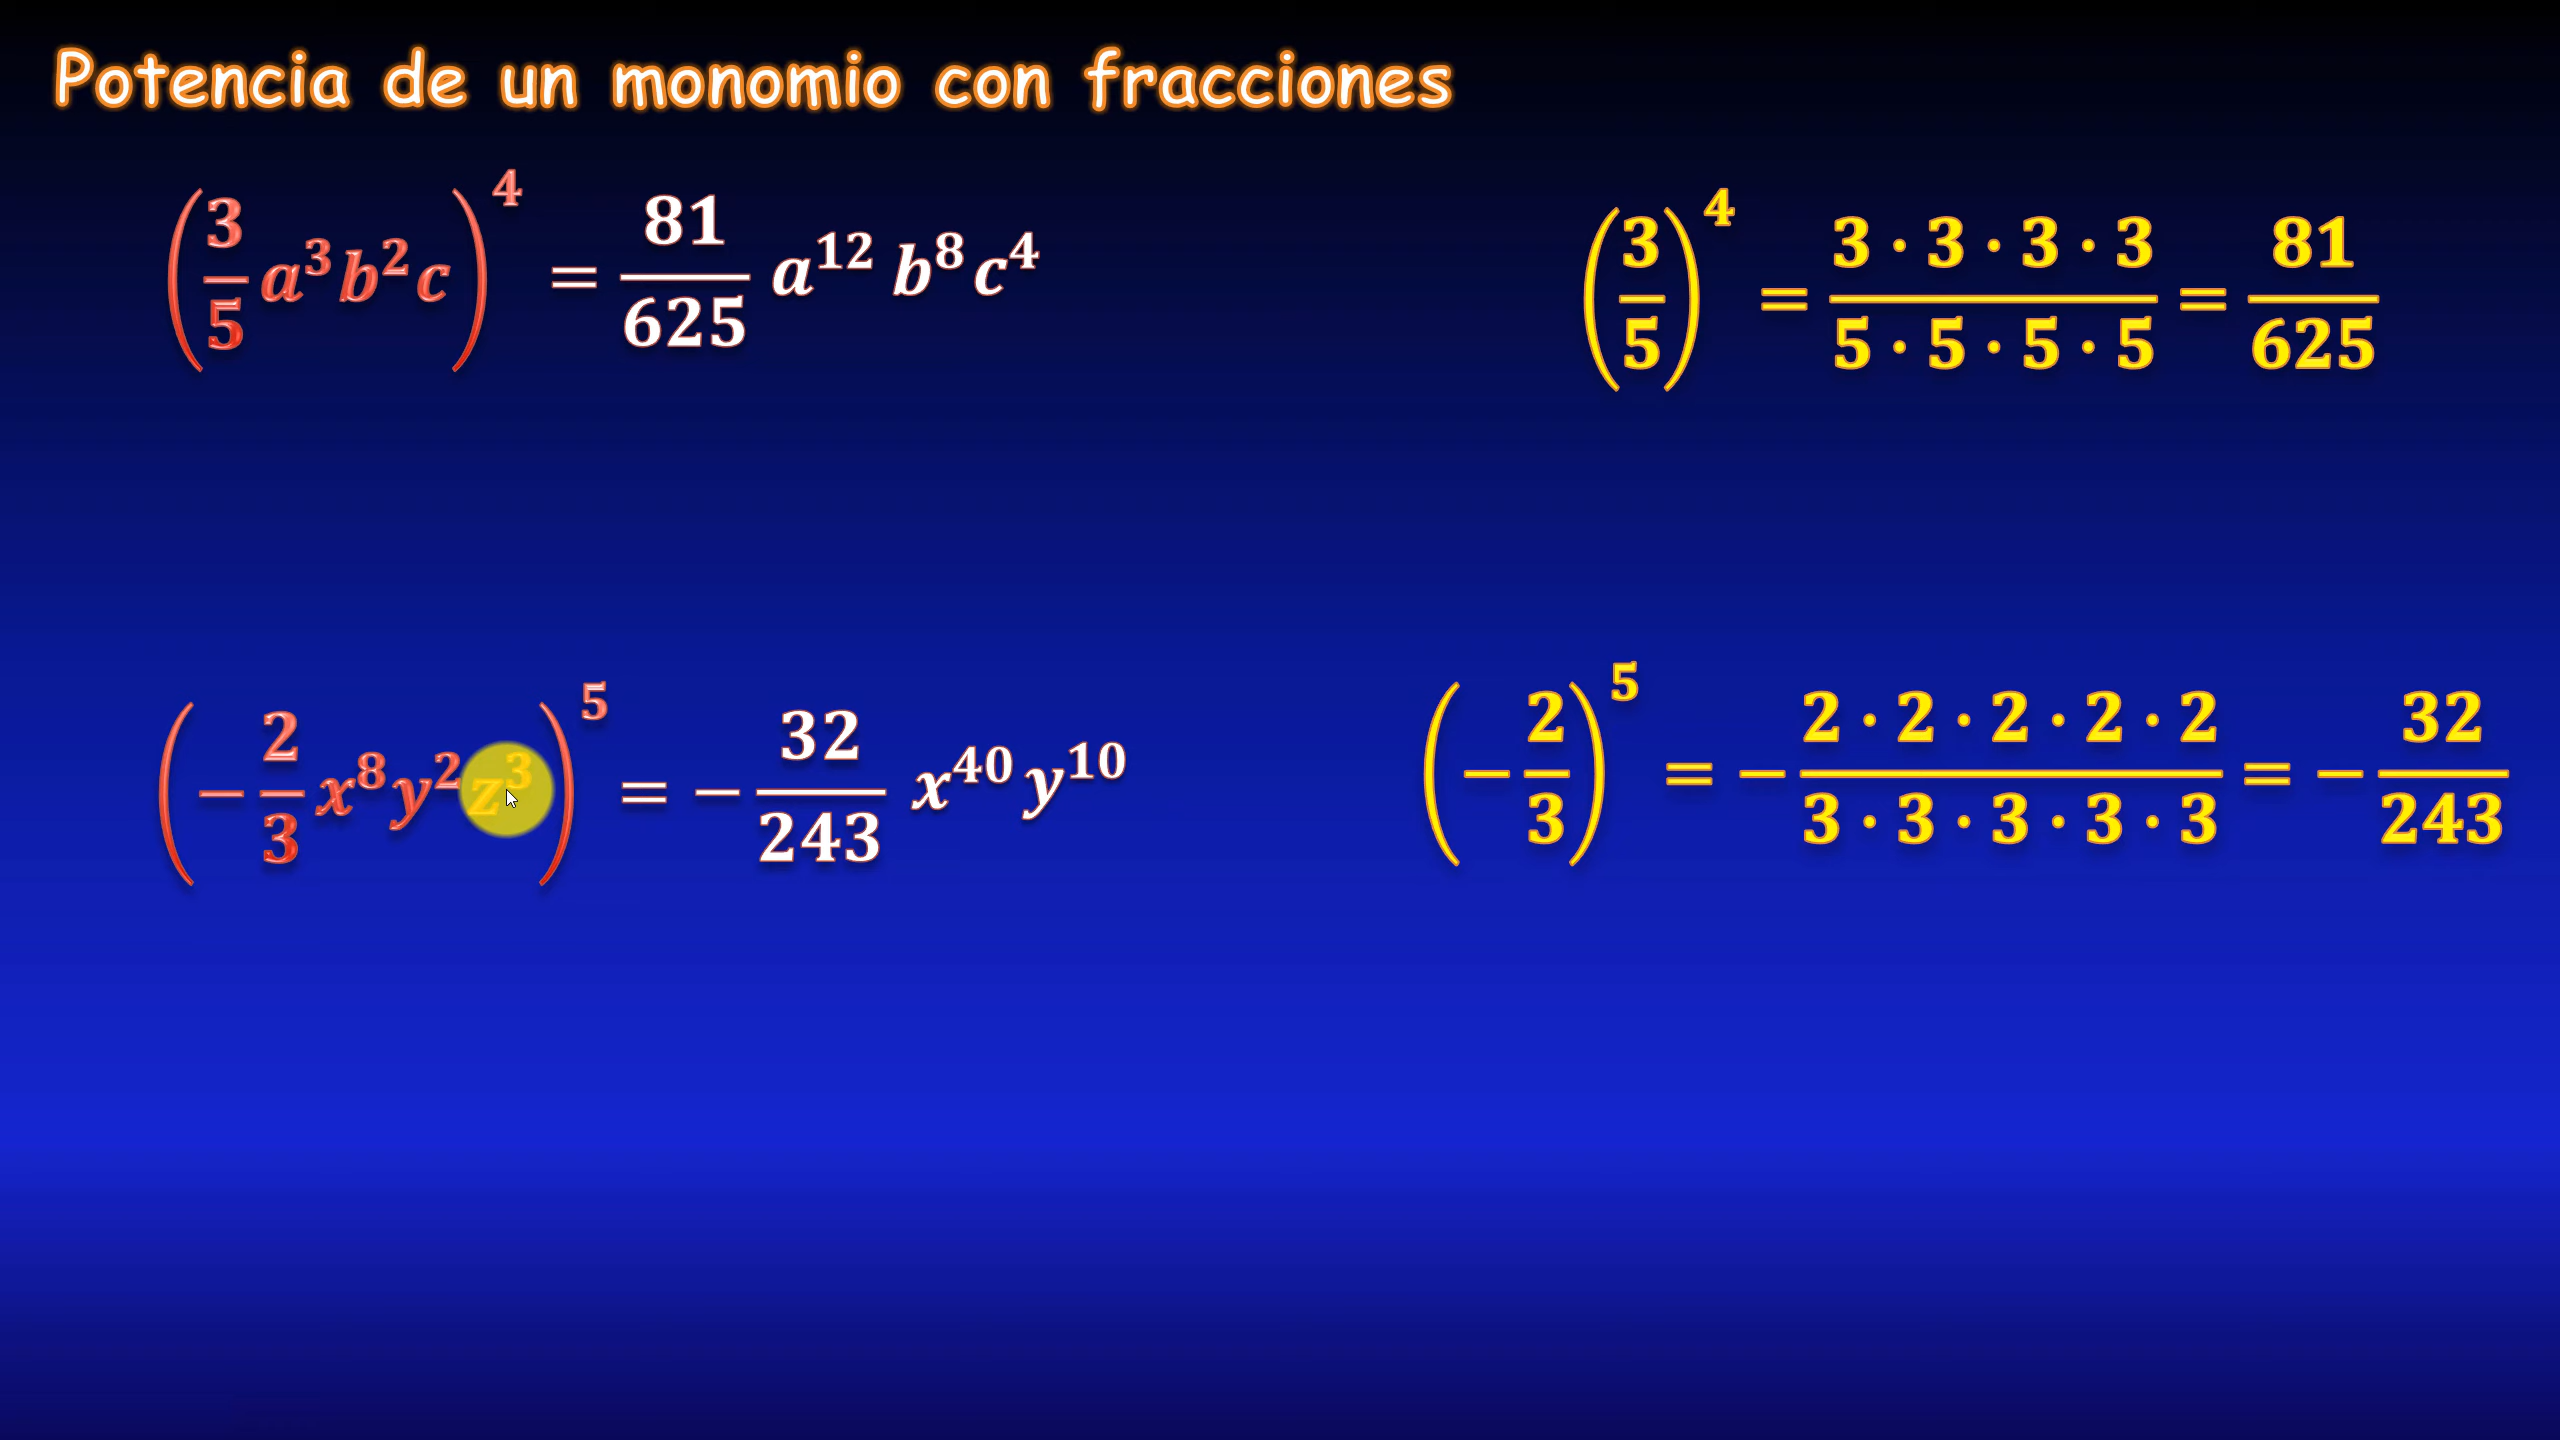 Potencia de un monomio con fracciones
(3/5 a³b²c)⁴ = 81/625 a¹² b⁸c⁴
(3/5)⁴ = 3 · 3 · 3 · 3 / 5 · 5 · 5 · 5 = 81/625
(−2/3 x⁸y²z³)⁵ = −32/243 x⁴⁰y¹⁰
(−2/3)⁵ = −2 · 2 · 2 · 2 · 2 / 3 · 3 · 3 · 3 · 3 = −32/243